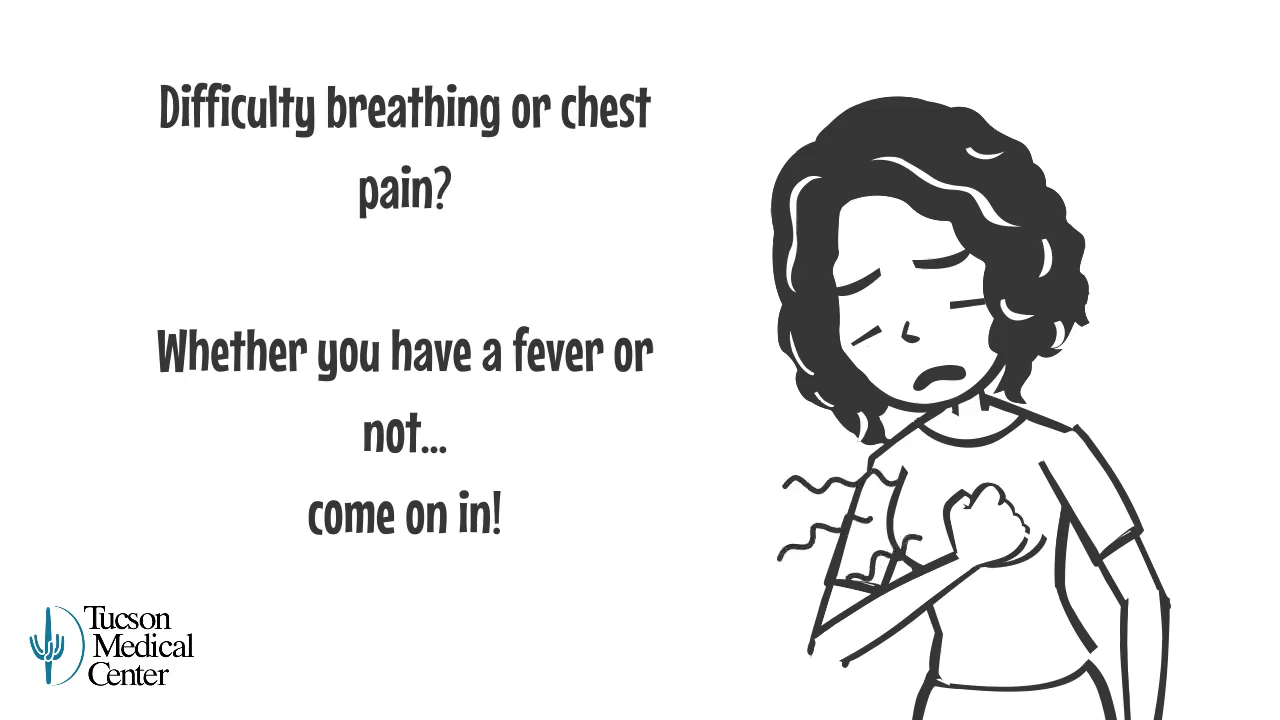 Difficulty breathing or chest
pain?
Whether you have a fever or
not...
come on in!
Tucson
Medical
Center